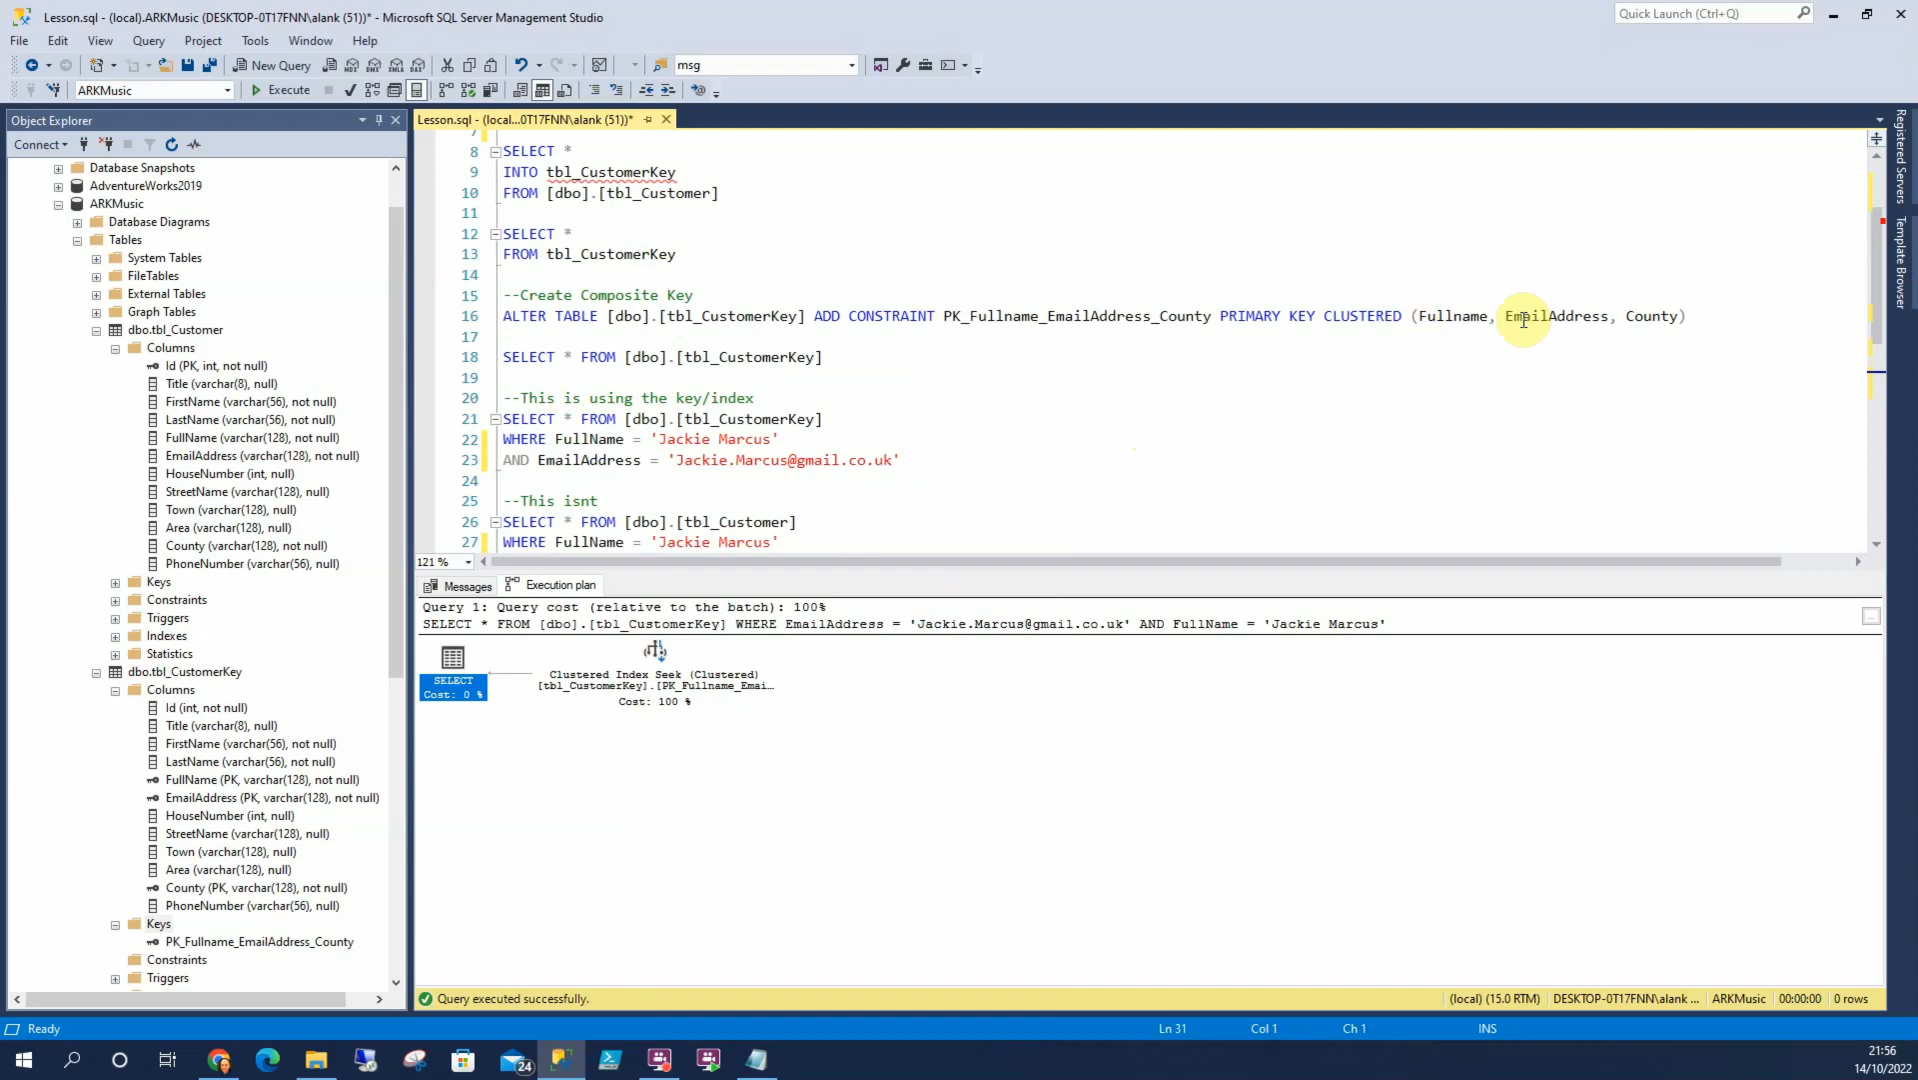 Lesson.sql - (local).ARKMusic (DESKTOP-0T17FNN\alank (51))* - Microsoft SQL Server Management Studio
Quick Launch (Ctrl+Q)
File Edit View Query Project Tools Window Help
New Query
msg
ARKMusic
Execute
Object Explorer
Connect
Database Snapshots
AdventureWorks2019
ARKMusic
Database Diagrams
Tables
System Tables
FileTables
External Tables
Graph Tables
dbo.tbl_Customer
Columns
Id (PK, int, not null)
Title (varchar(8), null)
FirstName (varchar(56), not null)
LastName (varchar(56), not null)
FullName (varchar(128), not null)
EmailAddress (varchar(128), not null)
HouseNumber (int, null)
StreetName (varchar(128), null)
Town (varchar(128), null)
Area (varchar(128), null)
County (varchar(128), not null)
PhoneNumber (varchar(56), null)
Keys
Constraints
Triggers
Indexes
Statistics
dbo.tbl_CustomerKey
Columns
Id (int, not null)
Title (varchar(8), null)
FirstName (varchar(56), null)
LastName (varchar(56), null)
FullName (PK, varchar(128), not null)
EmailAddress (PK, varchar(128), not null)
HouseNumber (int, null)
StreetName (varchar(128), null)
Town (varchar(128), null)
Area (varchar(128), null)
County (PK, varchar(128), not null)
PhoneNumber (varchar(56), null)
Keys
PK_Fullname_EmailAddress_County
Constraints
Triggers
Lesson.sql - (local...0T17FNN\alank (51))*
7
8 SELECT *
9 INTO tbl_CustomerKey
10 FROM [dbo].[tbl_Customer]
11
12 SELECT *
13 FROM tbl_CustomerKey
14
15 --Create Composite Key
16 ALTER TABLE [dbo].[tbl_CustomerKey] ADD CONSTRAINT PK_Fullname_EmailAddress_County PRIMARY KEY CLUSTERED (Fullname, EmailAddress, County)
17
18 SELECT * FROM [dbo].[tbl_CustomerKey]
19
20 --This is using the key/index
21 SELECT * FROM [dbo].[tbl_CustomerKey]
22 WHERE FullName = 'Jackie Marcus'
23 AND EmailAddress = 'Jackie.Marcus@gmail.co.uk'
24
25 --This isnt
26 SELECT * FROM [dbo].[tbl_Customer]
27 WHERE FullName = 'Jackie Marcus'
121 %
Messages Execution plan
Query 1: Query cost (relative to the batch): 100%
SELECT * FROM [dbo].[tbl_CustomerKey] WHERE EmailAddress = 'Jackie.Marcus@gmail.co.uk' AND FullName = 'Jackie Marcus'
SELECT
Cost: 0 %
Clustered Index Seek (Clustered)
[tbl_CustomerKey].[PK_Fullname_Emai…
Cost: 100 %
Query executed successfully.
(local) (15.0 RTM) DESKTOP-0T17FNN\alank ... ARKMusic 00:00:00 0 rows
Registered Servers
Template Browser
Ready
Ln 31 Col 1 Ch 1 INS
24
21:56
14/10/2022